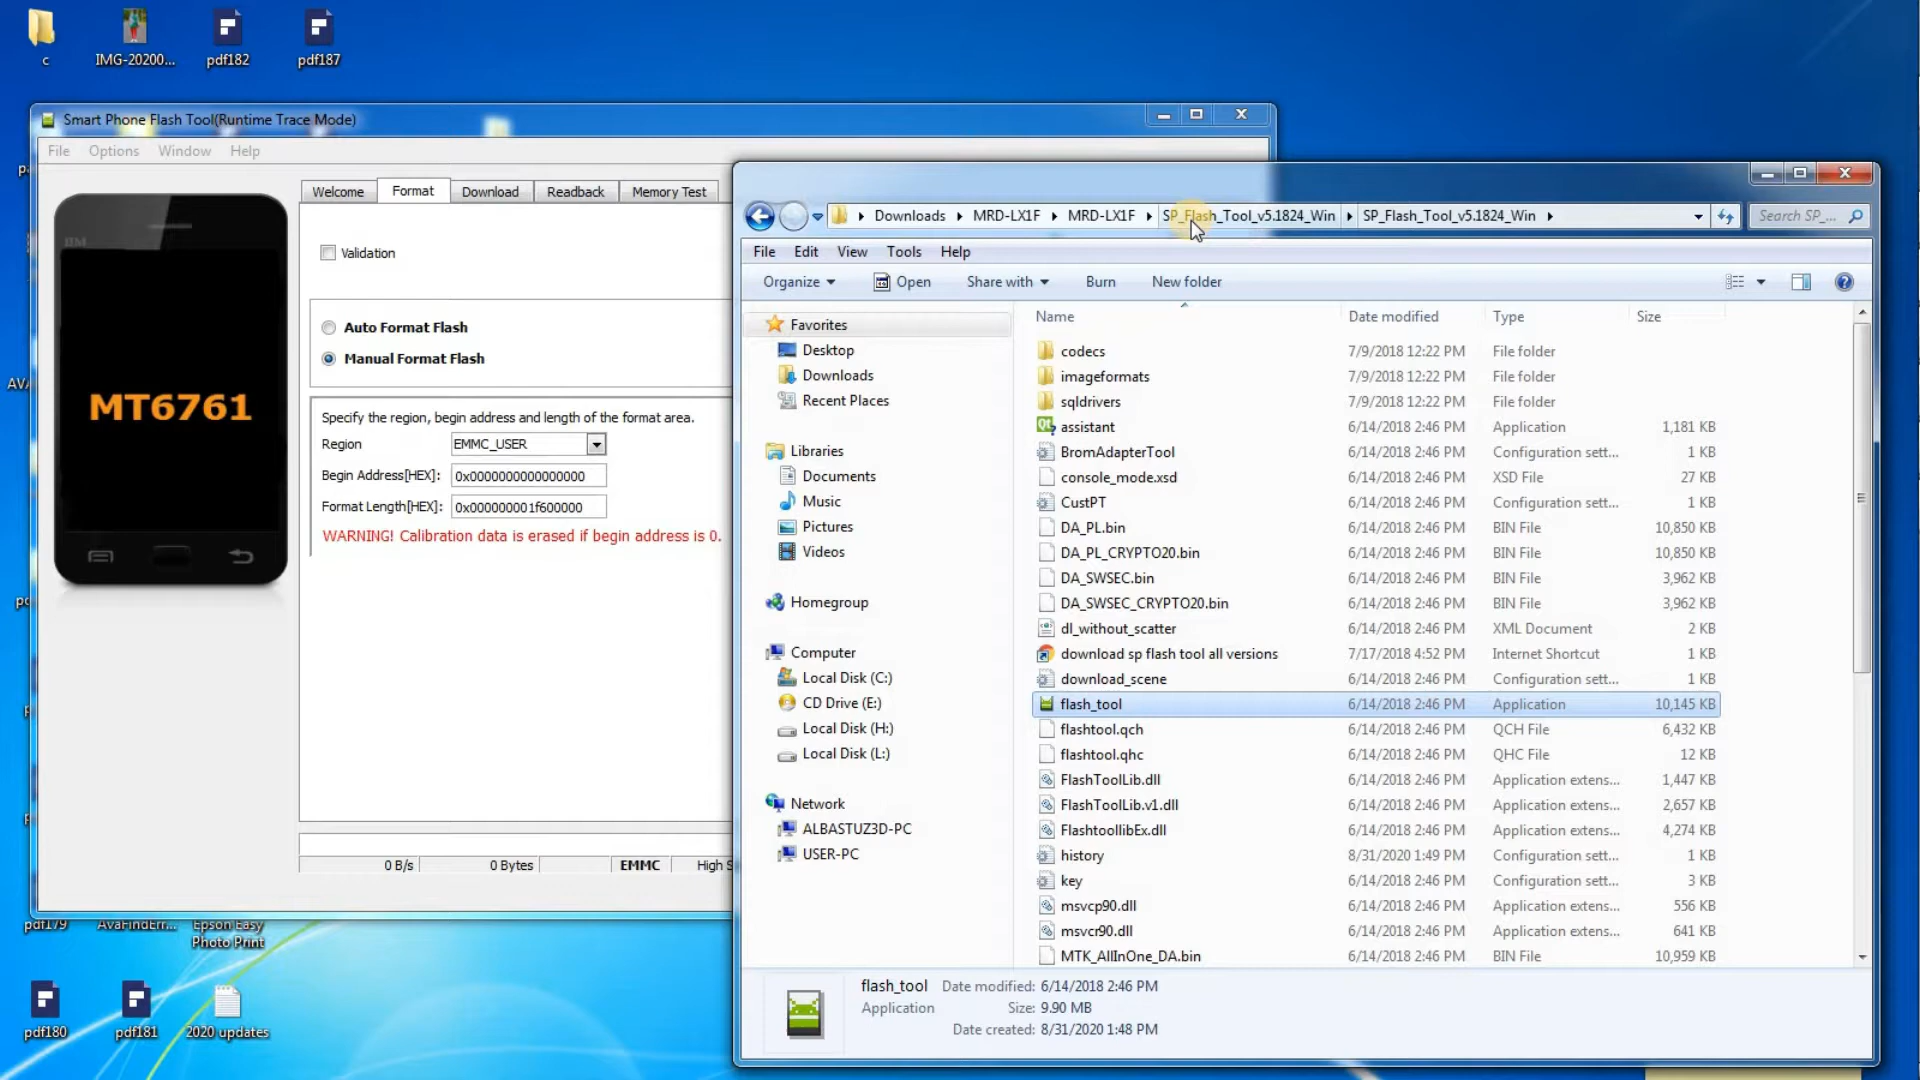 c
IMG-20200...
pdf182
pdf187
Smart Phone Flash Tool(Runtime Trace Mode)
File Options Window Help
Welcome Format Download Readback Memory Test
MT6761
Validation
Auto Format Flash
Manual Format Flash
Specify the region, begin address and length of the format area.
Region EMMC_USER
Begin Address[HEX]: 0x0000000000000000
Format Length[HEX]: 0x000000001f600000
WARNING! Calibration data is erased if begin address is 0.
0 B/s 0 Bytes EMMC High S
pdf179
AvaFindErr...
Epson Easy
Photo Print
pdf180
pdf181
2020 updates
Downloads MRD-LX1F MRD-LX1F SP_Flash_Tool_v5.1824_Win SP_Flash_Tool_v5.1824_Win
Search SP_...
File Edit View Tools Help
Organize Open Share with Burn New folder
Favorites
Desktop
Downloads
Recent Places
Libraries
Documents
Music
Pictures
Videos
Homegroup
Computer
Local Disk (C:)
CD Drive (E:)
Local Disk (H:)
Local Disk (L:)
Network
ALBASTUZ3D-PC
USER-PC
Name Date modified Type Size
codecs 7/9/2018 12:22 PM File folder
imageformats 7/9/2018 12:22 PM File folder
sqldrivers 7/9/2018 12:22 PM File folder
assistant 6/14/2018 2:46 PM Application 1,181 KB
BromAdapterTool 6/14/2018 2:46 PM Configuration sett... 1 KB
console_mode.xsd 6/14/2018 2:46 PM XSD File 27 KB
CustPT 6/14/2018 2:46 PM Configuration sett... 1 KB
DA_PL.bin 6/14/2018 2:46 PM BIN File 10,850 KB
DA_PL_CRYPTO20.bin 6/14/2018 2:46 PM BIN File 10,850 KB
DA_SWSEC.bin 6/14/2018 2:46 PM BIN File 3,962 KB
DA_SWSEC_CRYPTO20.bin 6/14/2018 2:46 PM BIN File 3,962 KB
dl_without_scatter 6/14/2018 2:46 PM XML Document 2 KB
download sp flash tool all versions 7/17/2018 4:52 PM Internet Shortcut 1 KB
download_scene 6/14/2018 2:46 PM Configuration sett... 1 KB
flash_tool 6/14/2018 2:46 PM Application 10,145 KB
flashtool.qch 6/14/2018 2:46 PM QCH File 6,432 KB
flashtool.qhc 6/14/2018 2:46 PM QHC File 12 KB
FlashToolLib.dll 6/14/2018 2:46 PM Application extens... 1,447 KB
FlashToolLib.v1.dll 6/14/2018 2:46 PM Application extens... 2,657 KB
FlashtoollibEx.dll 6/14/2018 2:46 PM Application extens... 4,274 KB
history 8/31/2020 1:49 PM Configuration sett... 1 KB
key 6/14/2018 2:46 PM Configuration sett... 3 KB
msvcp90.dll 6/14/2018 2:46 PM Application extens... 556 KB
msvcr90.dll 6/14/2018 2:46 PM Application extens... 641 KB
MTK_AllInOne_DA.bin 6/14/2018 2:46 PM BIN File 10,959 KB
flash_tool Date modified: 6/14/2018 2:46 PM
Application Size: 9.90 MB
Date created: 8/31/2020 1:48 PM